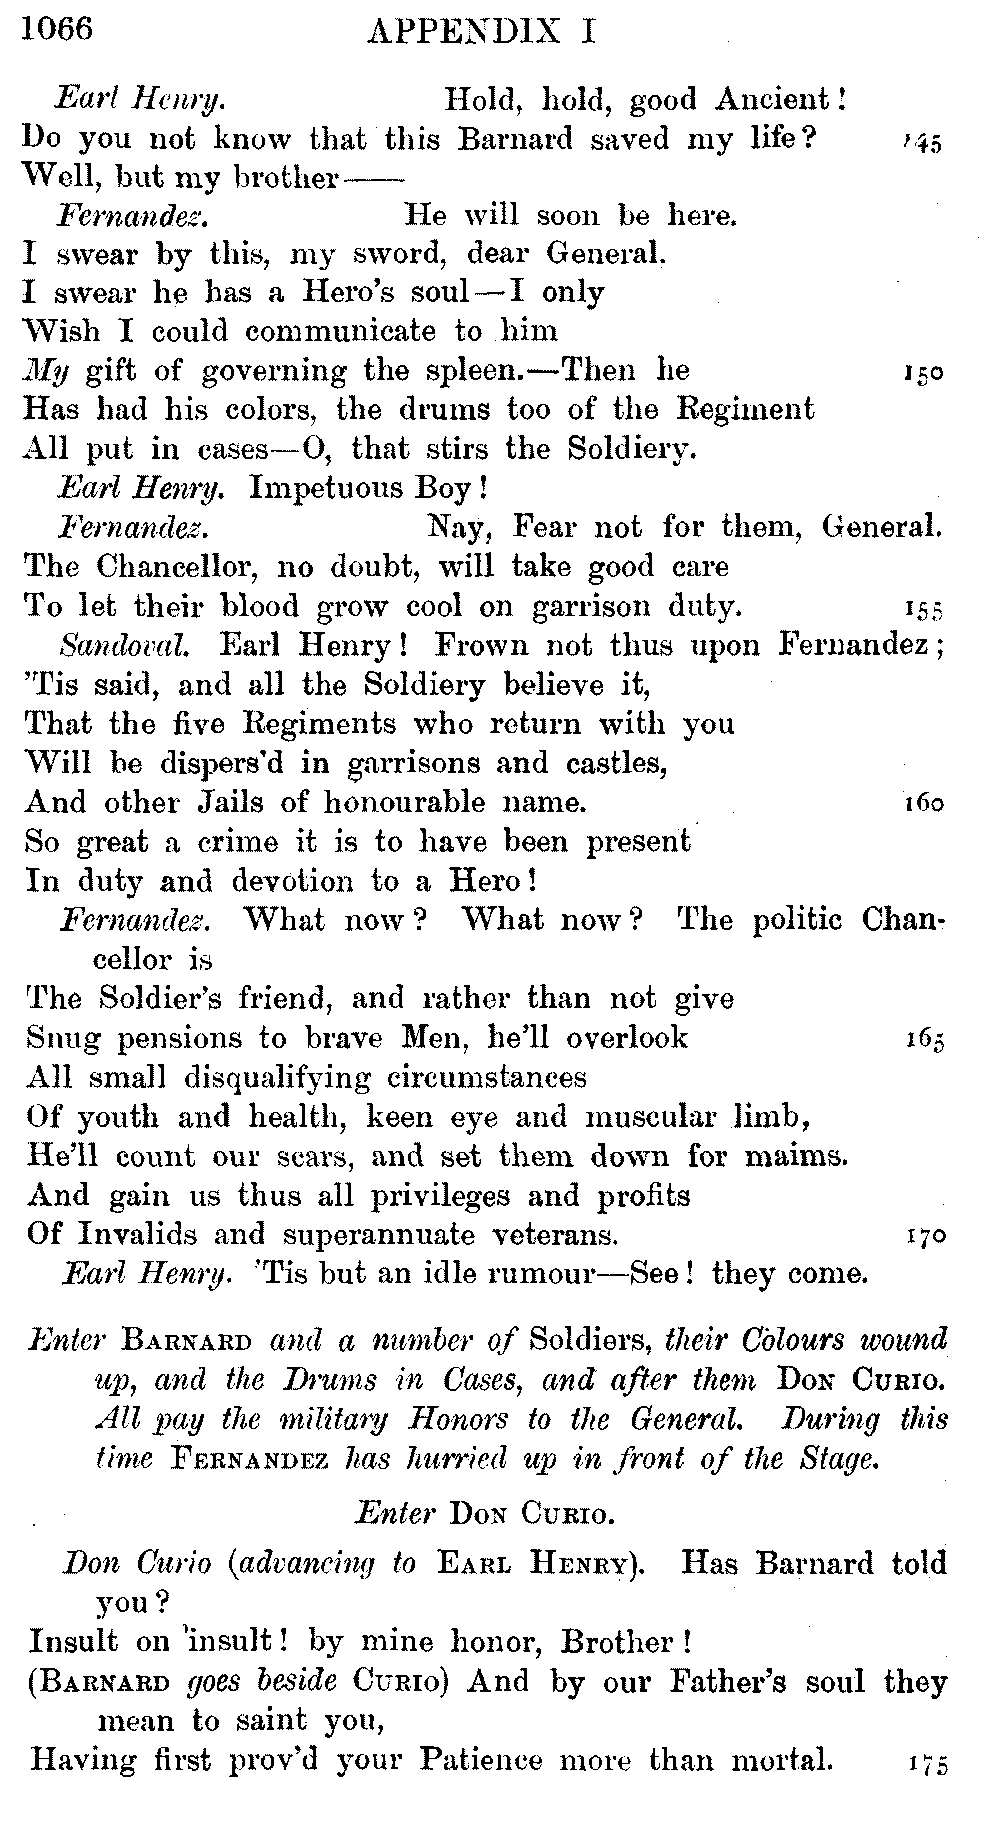 1066 APPENDIX I
Earl Henry. Hold, hold, good Ancient!
Do you not know that this Barnard saved my life? 145
Well, but my brother——
Fernandez. He will soon be here.
I swear by this, my sword, dear General.
I swear he has a Hero's soul—I only
Wish I could communicate to him
My gift of governing the spleen.—Then he 150
Has had his colors, the drums too of the Regiment
All put in cases—O, that stirs the Soldiery.
Earl Henry. Impetuous Boy!
Fernandez. Nay, Fear not for them, General.
The Chancellor, no doubt, will take good care
To let their blood grow cool on garrison duty. 155
Sandoval. Earl Henry! Frown not thus upon Fernandez;
'Tis said, and all the Soldiery believe it,
That the five Regiments who return with you
Will be dispers'd in garrisons and castles,
And other Jails of honourable name. 160
So great a crime it is to have been present
In duty and devotion to a Hero!
Fernandez. What now? What now? The politic Chan-
cellor is
The Soldier's friend, and rather than not give
Snug pensions to brave Men, he'll overlook 165
All small disqualifying circumstances
Of youth and health, keen eye and muscular limb,
He'll count our scars, and set them down for maims.
And gain us thus all privileges and profits
Of Invalids and superannuate veterans. 170
Earl Henry. 'Tis but an idle rumour—See! they come.
Enter BARNARD and a number of Soldiers, their Colours wound
up, and the Drums in Cases, and after them DON CURIO.
All pay the military Honors to the General. During this
time FERNANDEZ has hurried up in front of the Stage.
Enter DON CURIO.
Don Curio (advancing to EARL HENRY). Has Barnard told
you?
Insult on insult! by mine honor, Brother!
(BARNARD goes beside CURIO) And by our Father's soul they
mean to saint you,
Having first prov'd your Patience more than mortal. 175